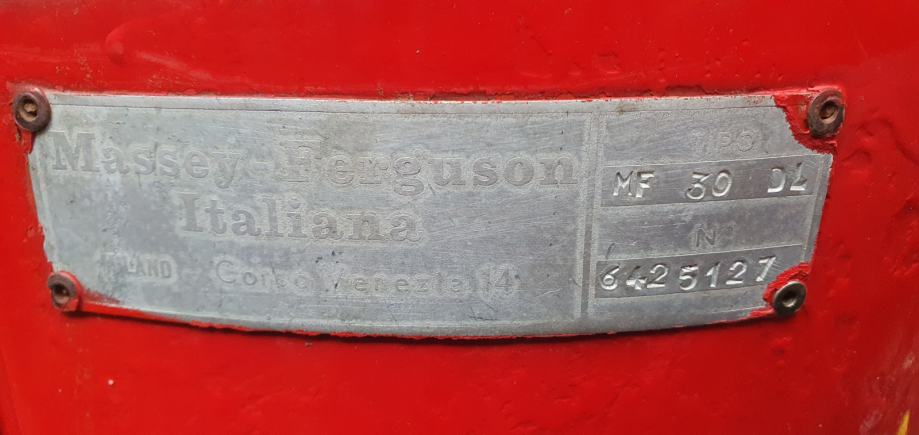 Massey-Ferguson
Italiana
MILANO Corso Venezia 14
TIPO
MF 30 DL
N°
6425127